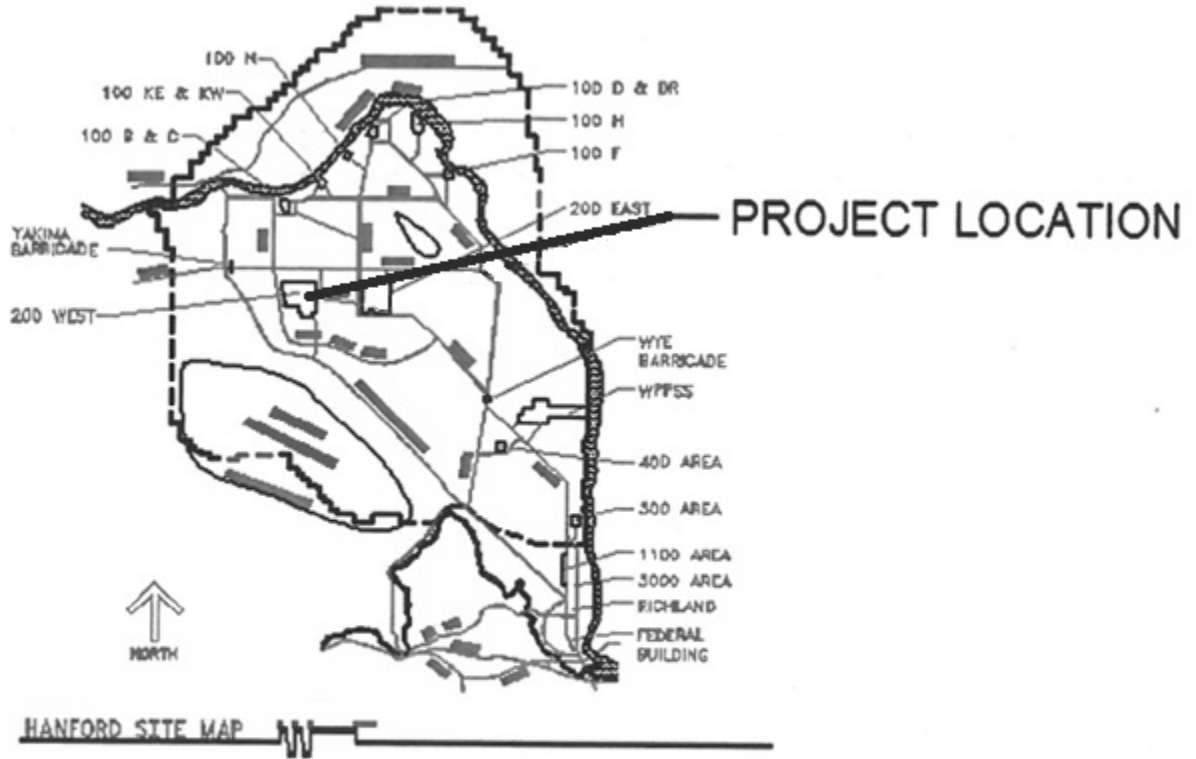 100 N
100 KE & KW
100 B & C
100 D & DR
100 H
100 F
200 EAST
PROJECT LOCATION
YAKIMA
BARRICADE
200 WEST
WYE
BARRICADE
WPPSS
400 AREA
300 AREA
1100 AREA
3000 AREA
RICHLAND
FEDERAL
BUILDING
NORTH
HANFORD SITE MAP